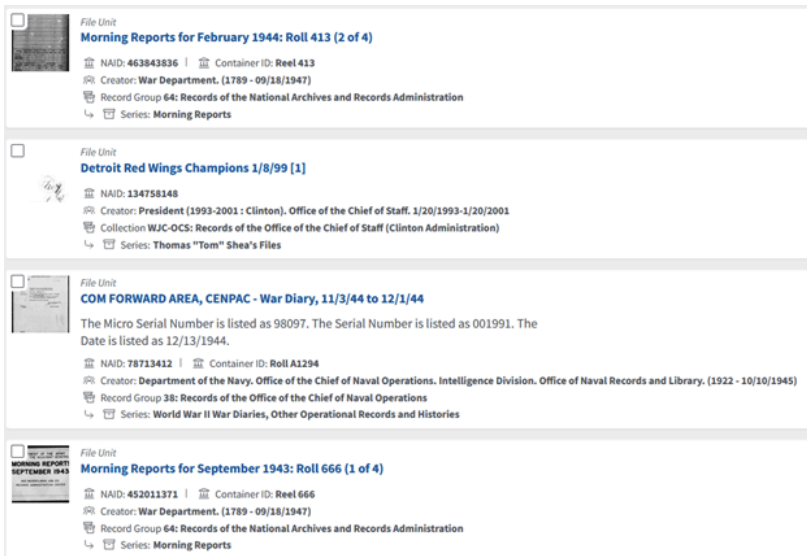 File Unit
Morning Reports for February 1944: Roll 413 (2 of 4)
NAID: 463843836 | Container ID: Reel 413
Creator: War Department. (1789 - 09/18/1947)
Record Group 64: Records of the National Archives and Records Administration
Series: Morning Reports
File Unit
Detroit Red Wings Champions 1/8/99 [1]
NAID: 134758148
Creator: President (1993-2001 : Clinton). Office of the Chief of Staff. 1/20/1993-1/20/2001
Collection WJC-OCS: Records of the Office of the Chief of Staff (Clinton Administration)
Series: Thomas "Tom" Shea's Files
File Unit
COM FORWARD AREA, CENPAC - War Diary, 11/3/44 to 12/1/44
The Micro Serial Number is listed as 98097. The Serial Number is listed as 001991. The
Date is listed as 12/13/1944.
NAID: 78713412 | Container ID: Roll A1294
Creator: Department of the Navy. Office of the Chief of Naval Operations. Intelligence Division. Office of Naval Records and Library. (1922 - 10/10/1945)
Record Group 38: Records of the Office of the Chief of Naval Operations
Series: World War II War Diaries, Other Operational Records and Histories
MORNING REPORT
SEPTEMBER 1943
File Unit
Morning Reports for September 1943: Roll 666 (1 of 4)
NAID: 452011371 | Container ID: Reel 666
Creator: War Department. (1789 - 09/18/1947)
Record Group 64: Records of the National Archives and Records Administration
Series: Morning Reports